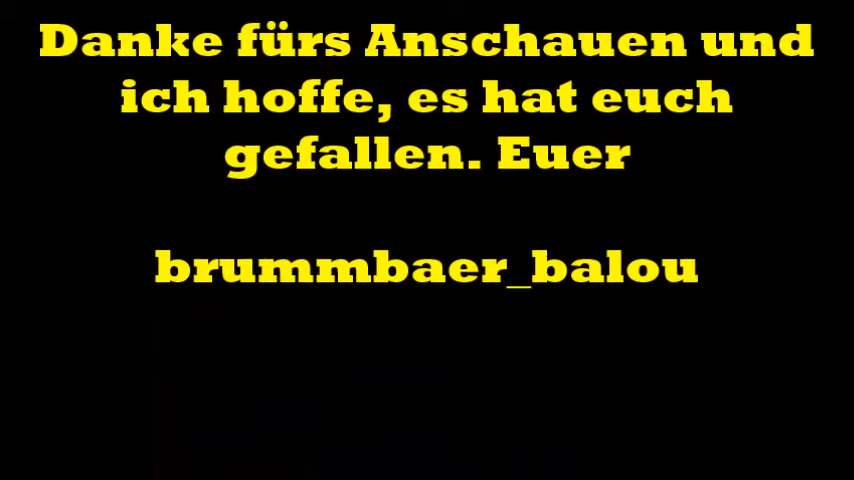 Danke fürs Anschauen und
ich hoffe, es hat euch
gefallen. Euer
brummbaer_balou